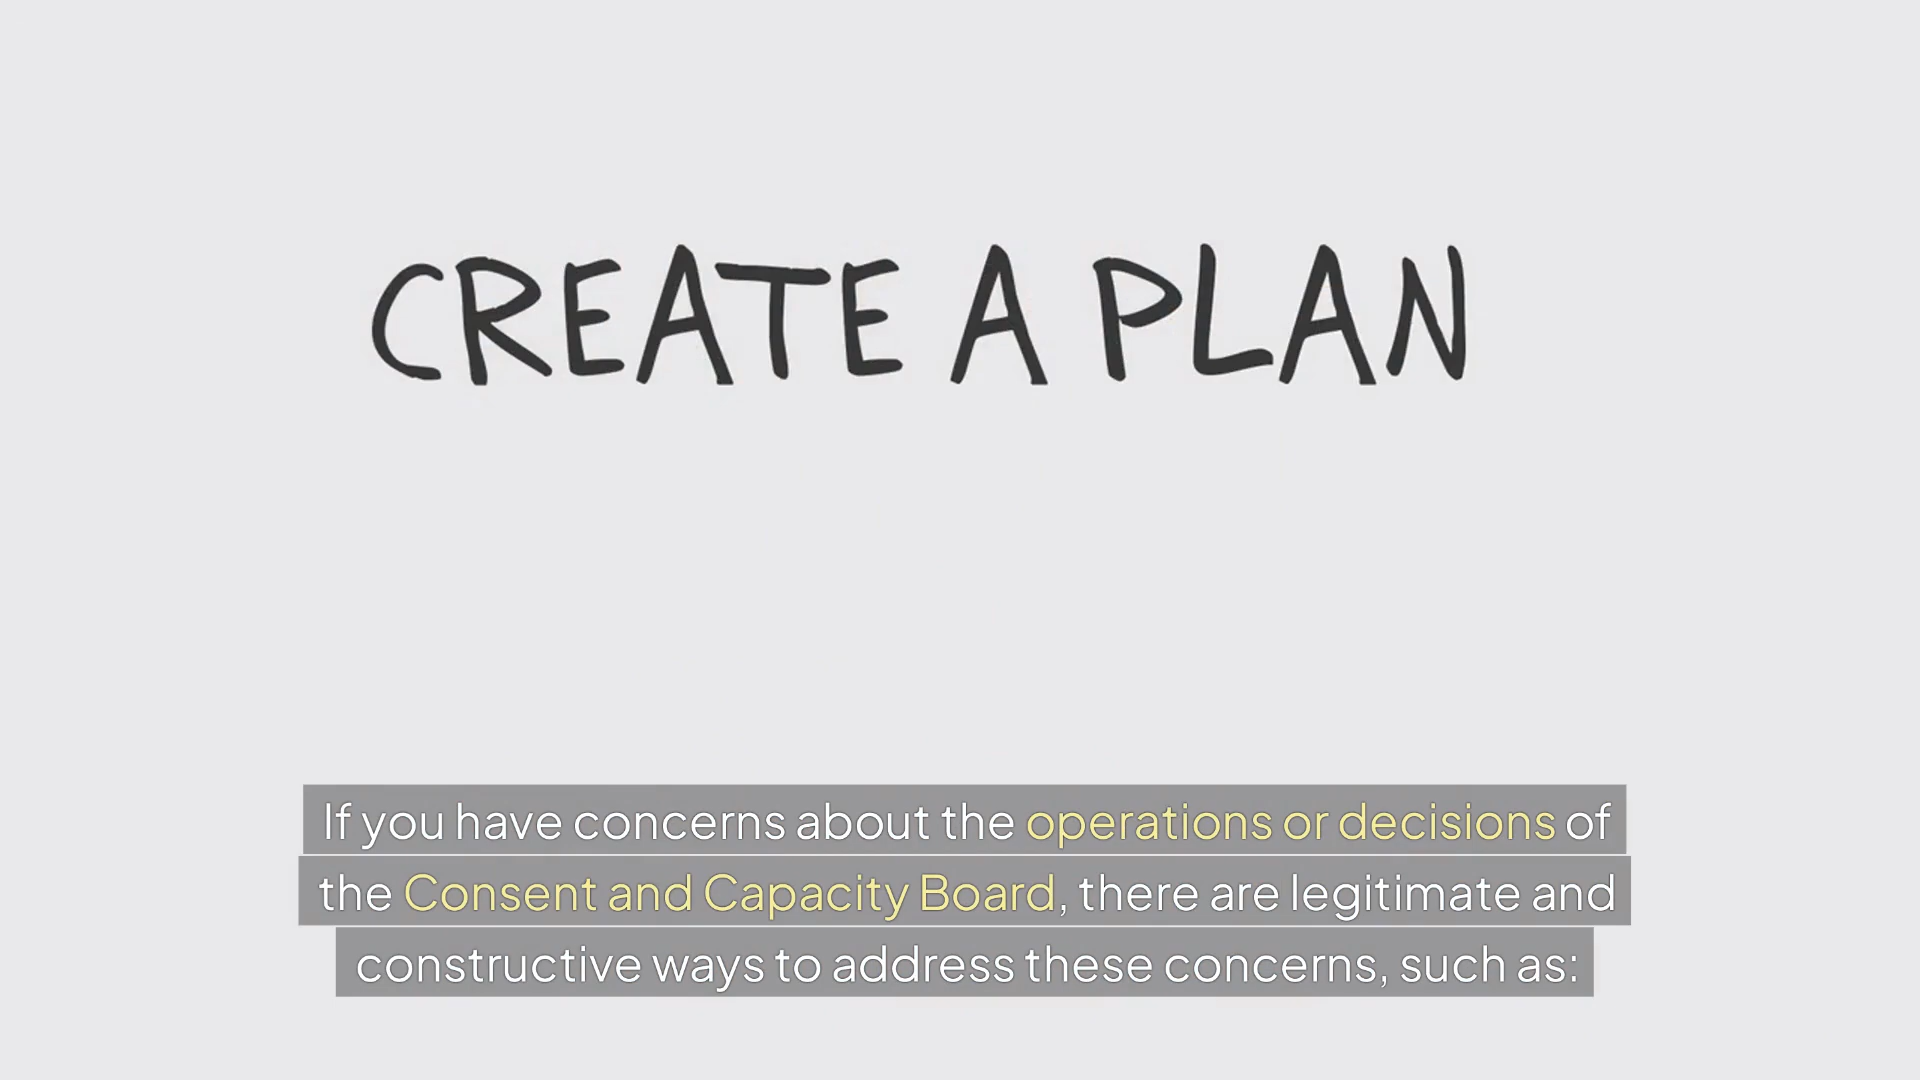 CREATE A PLAN
If you have concerns about the operations or decisions of
the Consent and Capacity Board, there are legitimate and
constructive ways to address these concerns, such as: